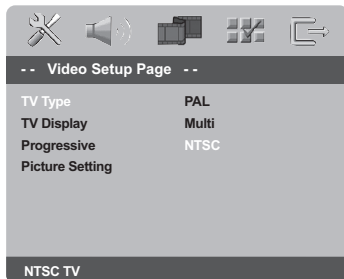 - - Video Setup Page - -
TV Type PAL
TV Display Multi
Progressive NTSC
Picture Setting
NTSC TV